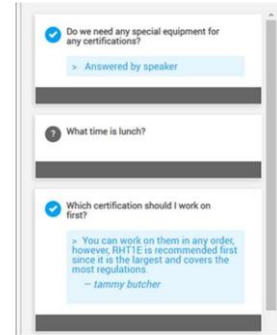 Do we need any special equipment for
any certifications?
> Answered by speaker
What time is lunch?
Which certification should I work on
first?
> You can work on them in any order,
however, RHT1E is recommended first
since it is the largest and covers the
most regulations.
– tammy butcher